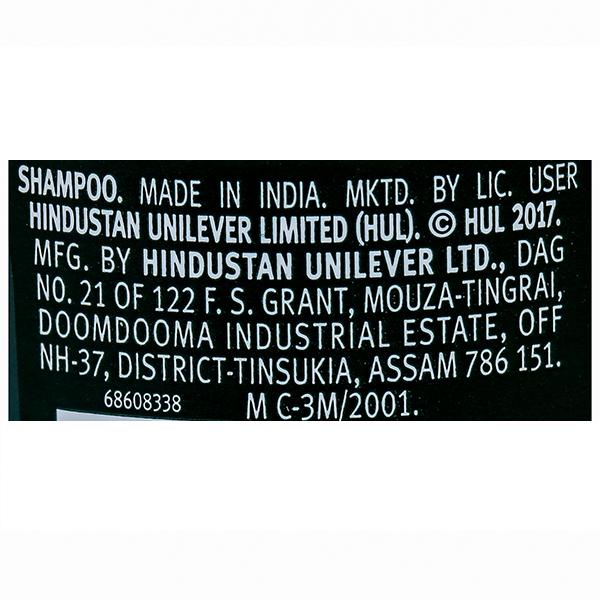 SHAMPOO. MADE IN INDIA. MKTD. BY LIC. USER
HINDUSTAN UNILEVER LIMITED (HUL). © HUL 2017.
MFG. BY HINDUSTAN UNILEVER LTD., DAG
NO. 21 OF 122 F. S. GRANT, MOUZA-TINGRAI,
DOOMDOOMA INDUSTRIAL ESTATE, OFF
NH-37, DISTRICT-TINSUKIA, ASSAM 786 151.
68608338 M C-3M/2001.